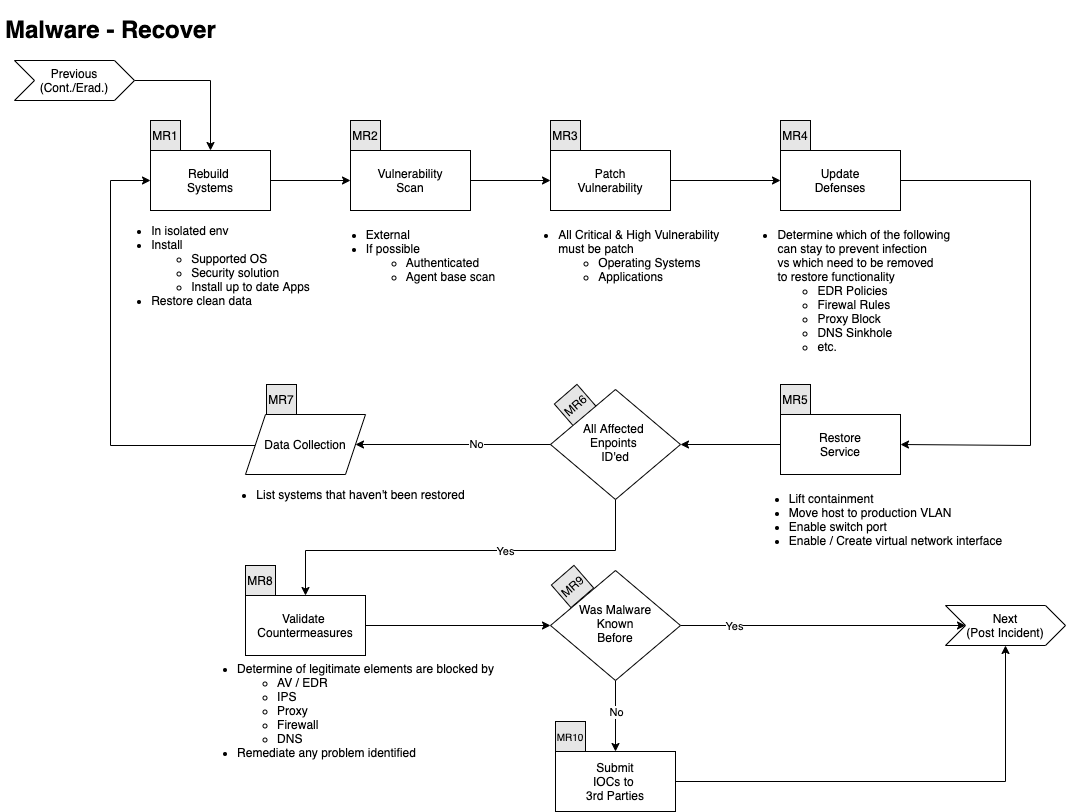 Malware - Recover
Previous
(Cont./Erad.)
MR1
Rebuild
Systems
In isolated env
Install
Supported OS
Security solution
Install up to date Apps
Restore clean data
MR2
Vulnerability
Scan
External
If possible
Authenticated
Agent base scan
MR3
Patch
Vulnerability
All Critical & High Vulnerability
must be patch
Operating Systems
Applications
MR4
Update
Defenses
Determine which of the following
can stay to prevent infection
vs which need to be removed
to restore functionality
EDR Policies
Firewal Rules
Proxy Block
DNS Sinkhole
etc.
MR5
Restore
Service
Lift containment
Move host to production VLAN
Enable switch port
Enable / Create virtual network interface
MR6
All Affected
Enpoints
ID'ed
No
MR7
Data Collection
List systems that haven't been restored
Yes
MR8
Validate
Countermeasures
Determine of legitimate elements are blocked by
AV / EDR
IPS
Proxy
Firewall
DNS
Remediate any problem identified
MR9
Was Malware
Known
Before
Yes
Next
(Post Incident)
No
MR10
Submit
IOCs to
3rd Parties